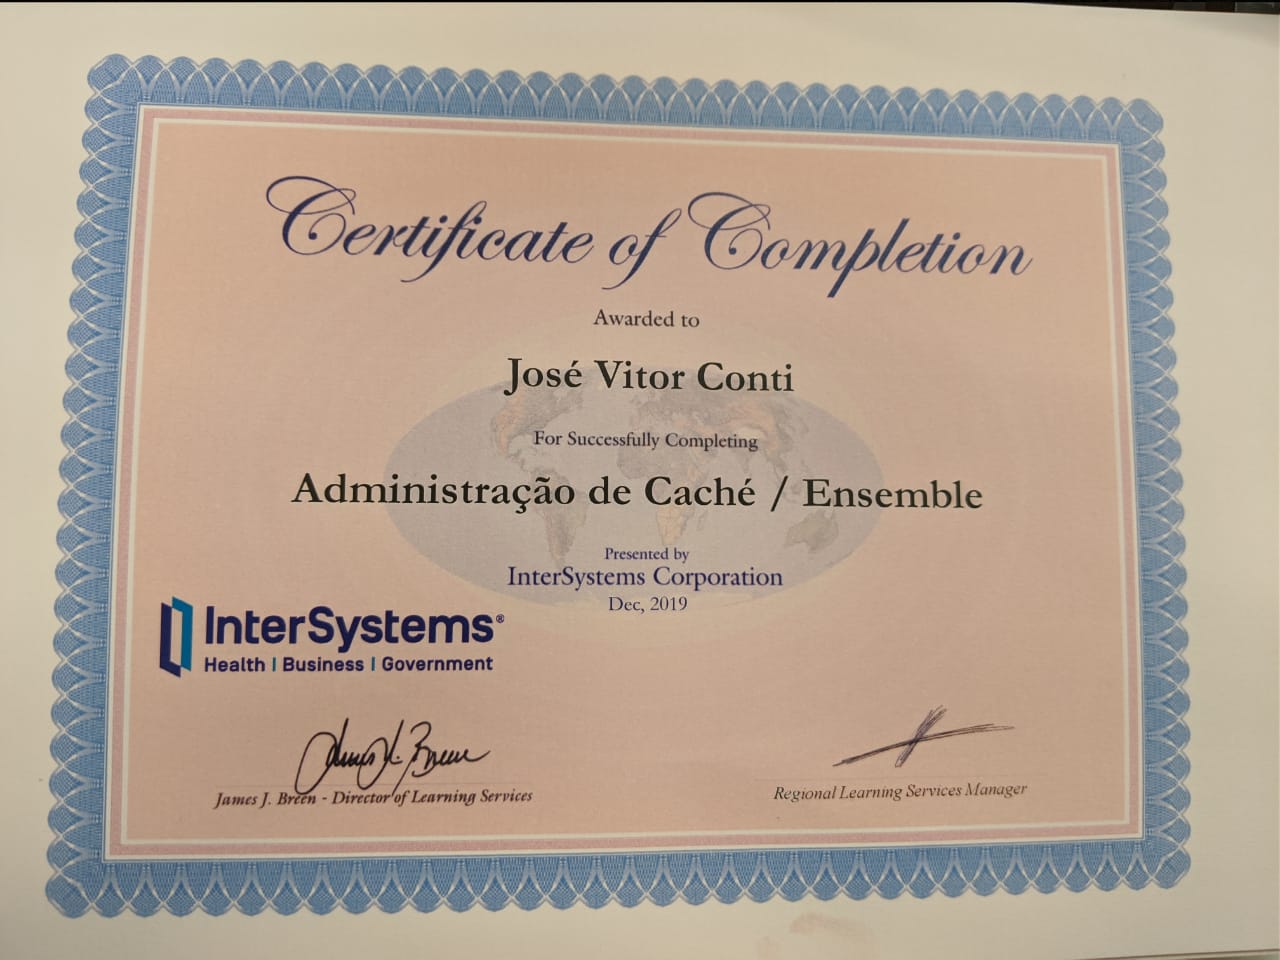 Certificate of Completion
Awarded to
José Vitor Conti
For Successfully Completing
Administração de Caché / Ensemble
Presented by
InterSystems Corporation
Dec, 2019
InterSystems®
Health | Business | Government
James J. Breen
James J. Breen - Director of Learning Services
Regional Learning Services Manager